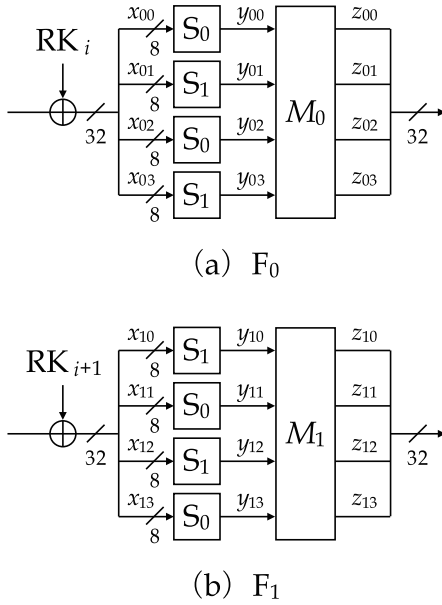 x₀₀ S₀ y₀₀ z₀₀
8
RK i
x₀₁ S₁ y₀₁ z₀₁
8
M₀
32 x₀₂ S₀ y₀₂ z₀₂ 32
8
x₀₃ S₁ y₀₃ z₀₃
8
(a) F₀
x₁₀ S₁ y₁₀ z₁₀
8
RK i+1
x₁₁ S₀ y₁₁ z₁₁
8
M₁
32 x₁₂ S₁ y₁₂ z₁₂ 32
8
x₁₃ S₀ y₁₃ z₁₃
8
(b) F₁